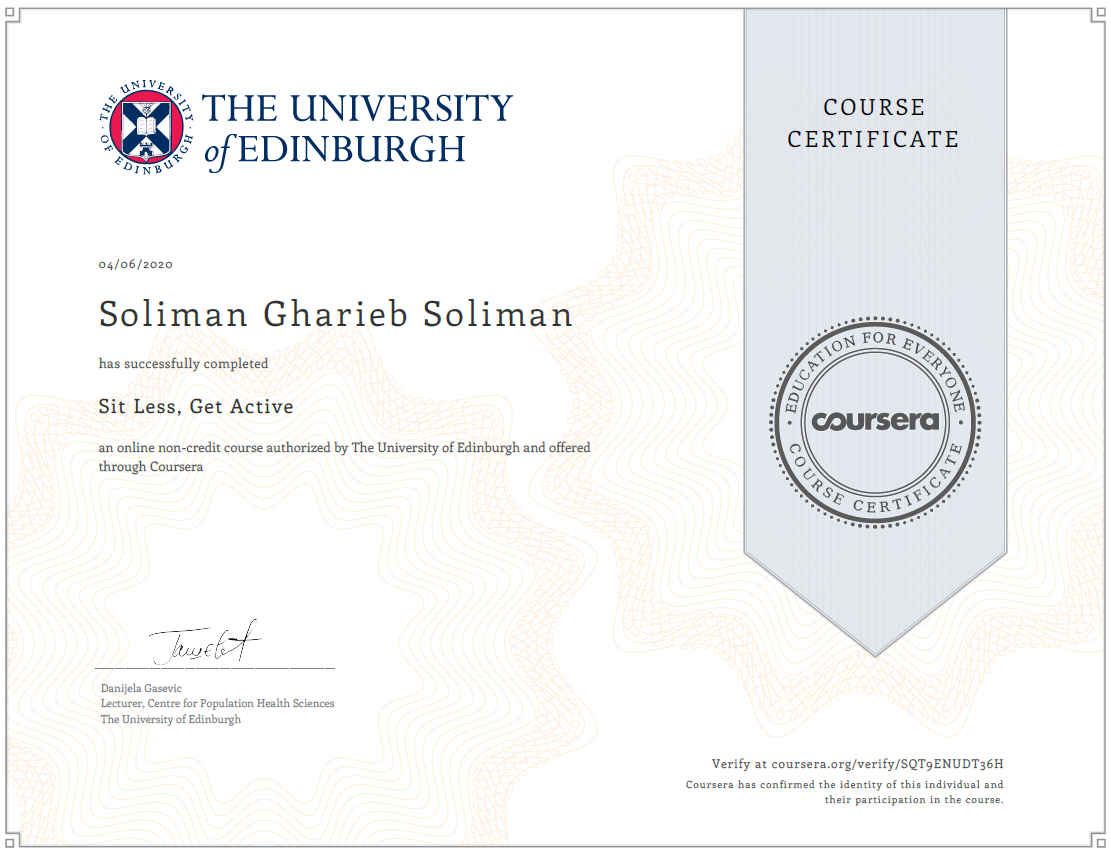 THE UNIVERSITY OF EDINBURGH
THE UNIVERSITY
of EDINBURGH
COURSE
CERTIFICATE
04/06/2020
Soliman Gharieb Soliman
has successfully completed
Sit Less, Get Active
an online non-credit course authorized by The University of Edinburgh and offered
through Coursera
EDUCATION FOR EVERYONE
coursera
COURSE CERTIFICATE
Danijela Gasevic
Lecturer, Centre for Population Health Sciences
The University of Edinburgh
Verify at coursera.org/verify/SQT9ENUDT36H
Coursera has confirmed the identity of this individual and
their participation in the course.